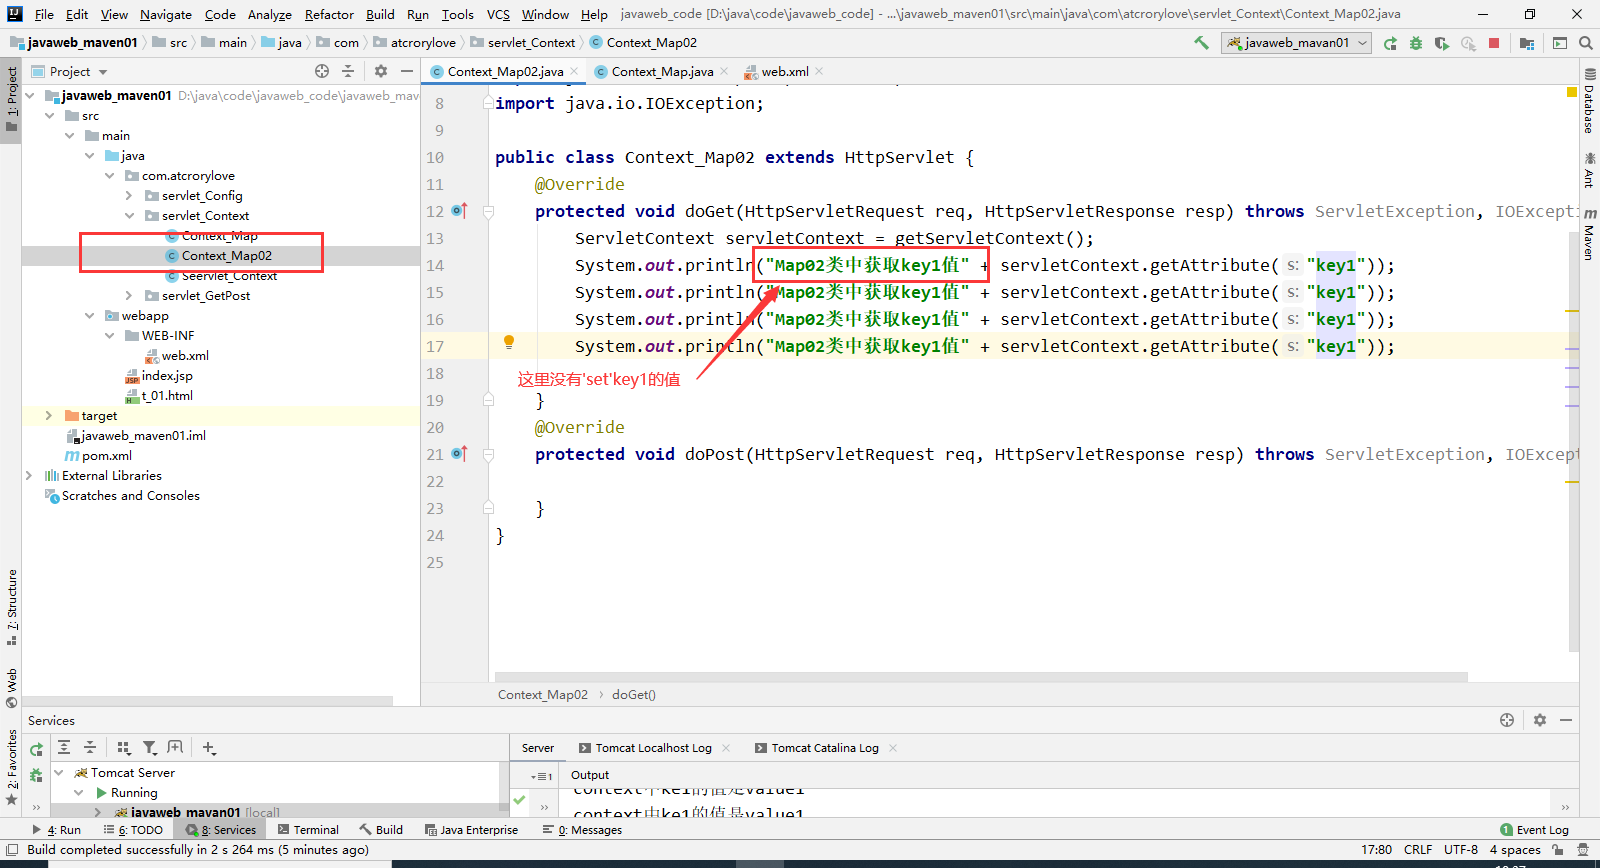 File Edit View Navigate Code Analyze Refactor Build Run Tools VCS Window Help javaweb_code [D:\java\code\javaweb_code] - ...\javaweb_maven01\src\main\java\com\atcrorylove\servlet_Context\Context_Map02.java
javaweb_maven01 src main java com atcrorylove servlet_Context Context_Map02 javaweb_mavan01
Project
Context_Map02.java Context_Map.java web.xml
1: Project
javaweb_maven01 D:\java\code\javaweb_code\javaweb_mav
src
main
java
com.atcrorylove
servlet_Config
servlet_Context
Context_Map
Context_Map02
Seervlet_Context
servlet_GetPost
webapp
WEB-INF
web.xml
index.jsp
t_01.html
target
javaweb_maven01.iml
pom.xml
External Libraries
Scratches and Consoles
7: Structure
Web
2: Favorites
8 import java.io.IOException;
9
10 public class Context_Map02 extends HttpServlet {
11 @Override
12 protected void doGet(HttpServletRequest req, HttpServletResponse resp) throws ServletException, IOExcepti
13 ServletContext servletContext = getServletContext();
14 System.out.println("Map02类中获取key1值" + servletContext.getAttribute( s: "key1"));
15 System.out.println("Map02类中获取key1值" + servletContext.getAttribute( s: "key1"));
16 System.out.println("Map02类中获取key1值" + servletContext.getAttribute( s: "key1"));
17 System.out.println("Map02类中获取key1值" + servletContext.getAttribute( s: "key1"));
18
这里没有'set'key1的值
19 }
20 @Override
21 protected void doPost(HttpServletRequest req, HttpServletResponse resp) throws ServletException, IOExcept
22
23 }
24 }
25
Context_Map02 doGet()
Database
Ant
Maven
Services
Server Tomcat Localhost Log Tomcat Catalina Log
Tomcat Server
Running
javaweb_mavan01 [local]
1 Output
context中ke1的值是value1
context中ke1的值是value1
4: Run 6: TODO 8: Services Terminal Build Java Enterprise 0: Messages 1 Event Log
Build completed successfully in 2 s 264 ms (5 minutes ago) 17:80 CRLF UTF-8 4 spaces